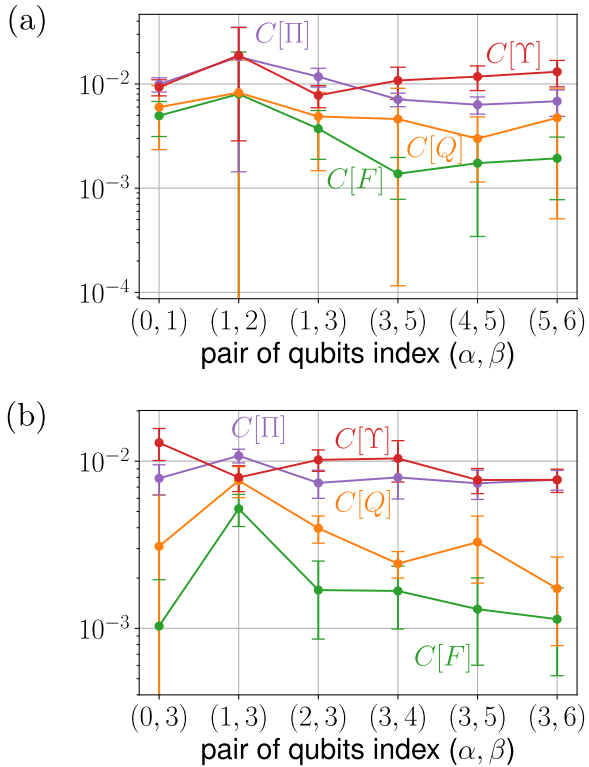 (a)
C[Π]
C[ϒ]
C[Q]
C[F]
10⁻²
10⁻³
10⁻⁴
(0, 1) (1, 2) (1, 3) (3, 5) (4, 5) (5, 6)
pair of qubits index (α, β)
(b)
C[Π]
C[ϒ]
C[Q]
C[F]
10⁻²
10⁻³
(0, 3) (1, 3) (2, 3) (3, 4) (3, 5) (3, 6)
pair of qubits index (α, β)